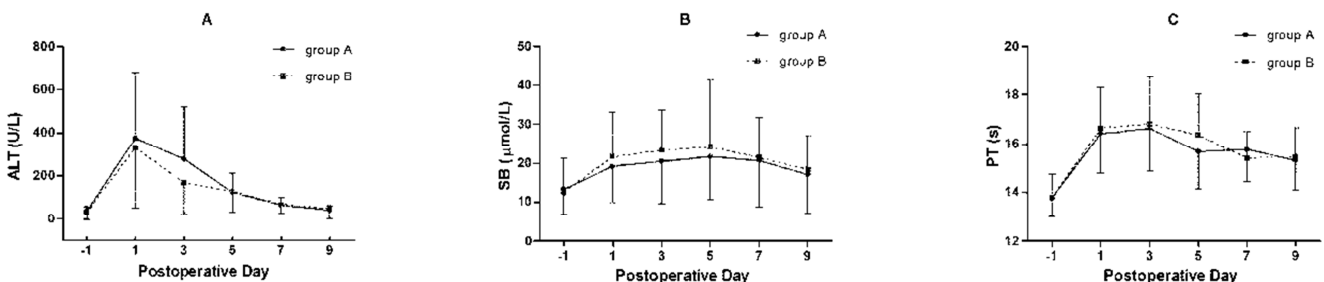 A
ALT (U/L)
800
600
400
200
0
-1 1 3 5 7 9
Postoperative Day
group A
group B
B
SB ( μmol/L)
50
40
30
20
10
0
-1 1 3 5 7 9
Postoperative Day
group A
group B
C
PT (s)
20
18
16
14
12
-1 1 3 5 7 9
Postoperative Day
group A
group B